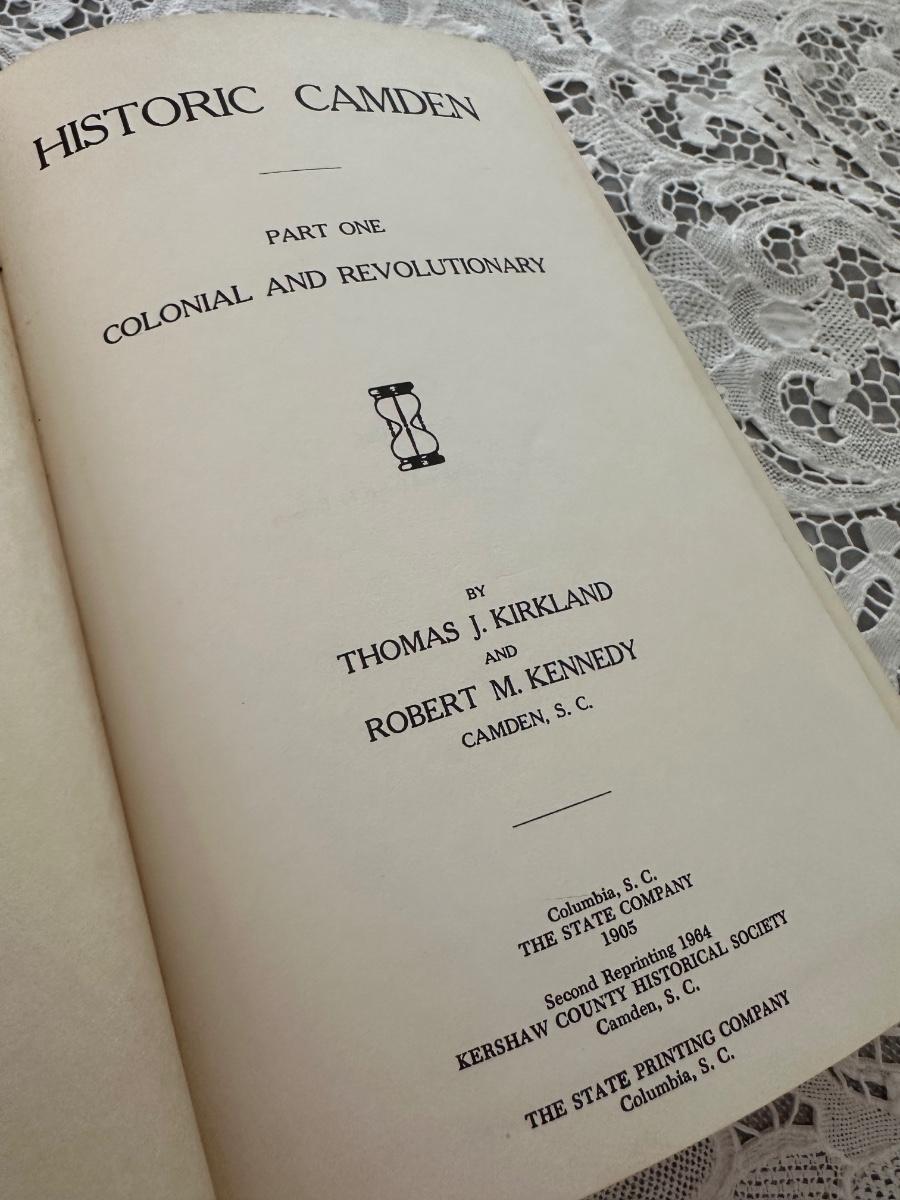 HISTORIC CAMDEN
PART ONE
COLONIAL AND REVOLUTIONARY
BY
THOMAS J. KIRKLAND
AND
ROBERT M. KENNEDY
CAMDEN, S. C.
Columbia, S. C.
THE STATE COMPANY
1905
Second Reprinting 1964
KERSHAW COUNTY HISTORICAL SOCIETY
Camden, S. C.
THE STATE PRINTING COMPANY
Columbia, S. C.